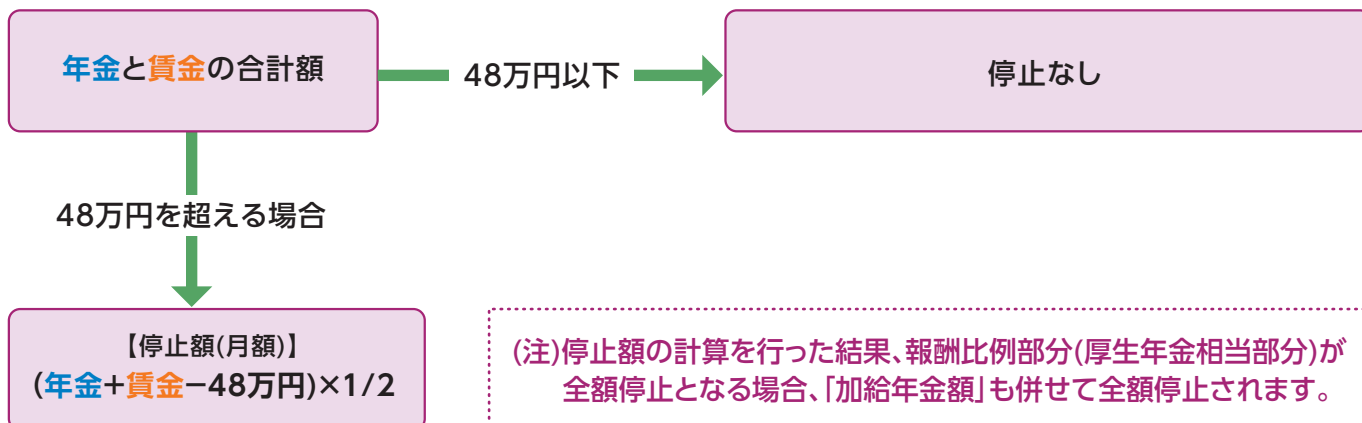 年金と賃金の合計額
48万円以下
停止なし
48万円を超える場合
【停止額(月額)】
(年金+賃金−48万円)×1/2
(注)停止額の計算を行った結果、報酬比例部分(厚生年金相当部分)が
全額停止となる場合、「加給年金額」も併せて全額停止されます。